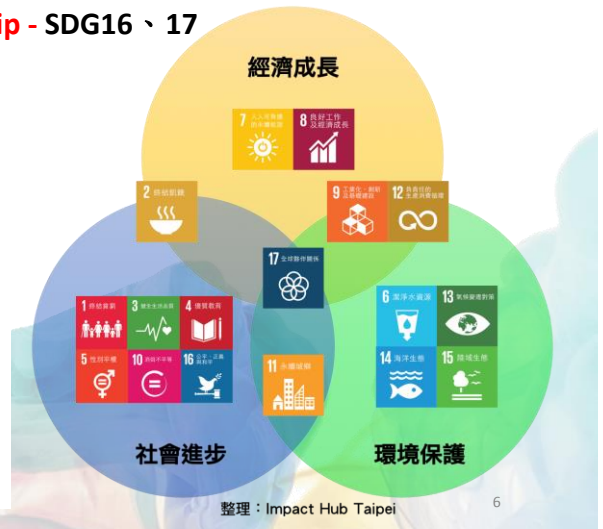 ip - SDG16、17
經濟成長
7 人人可負擔的永續能源
8 良好工作
及經濟成長
2 終結飢餓
9 工業化、創新
及基礎建設
12 負責任的
生產消費循環
17 全球夥伴關係
1 終結貧窮
3 健全生活品質
4 優質教育
6 潔淨水資源
13 氣候變遷對策
5 性別平權
10 消弭不平等
16 公平、正義
與和平
11 永續城鄉
14 海洋生態
15 陸域生態
社會進步
環境保護
整理：Impact Hub Taipei
6